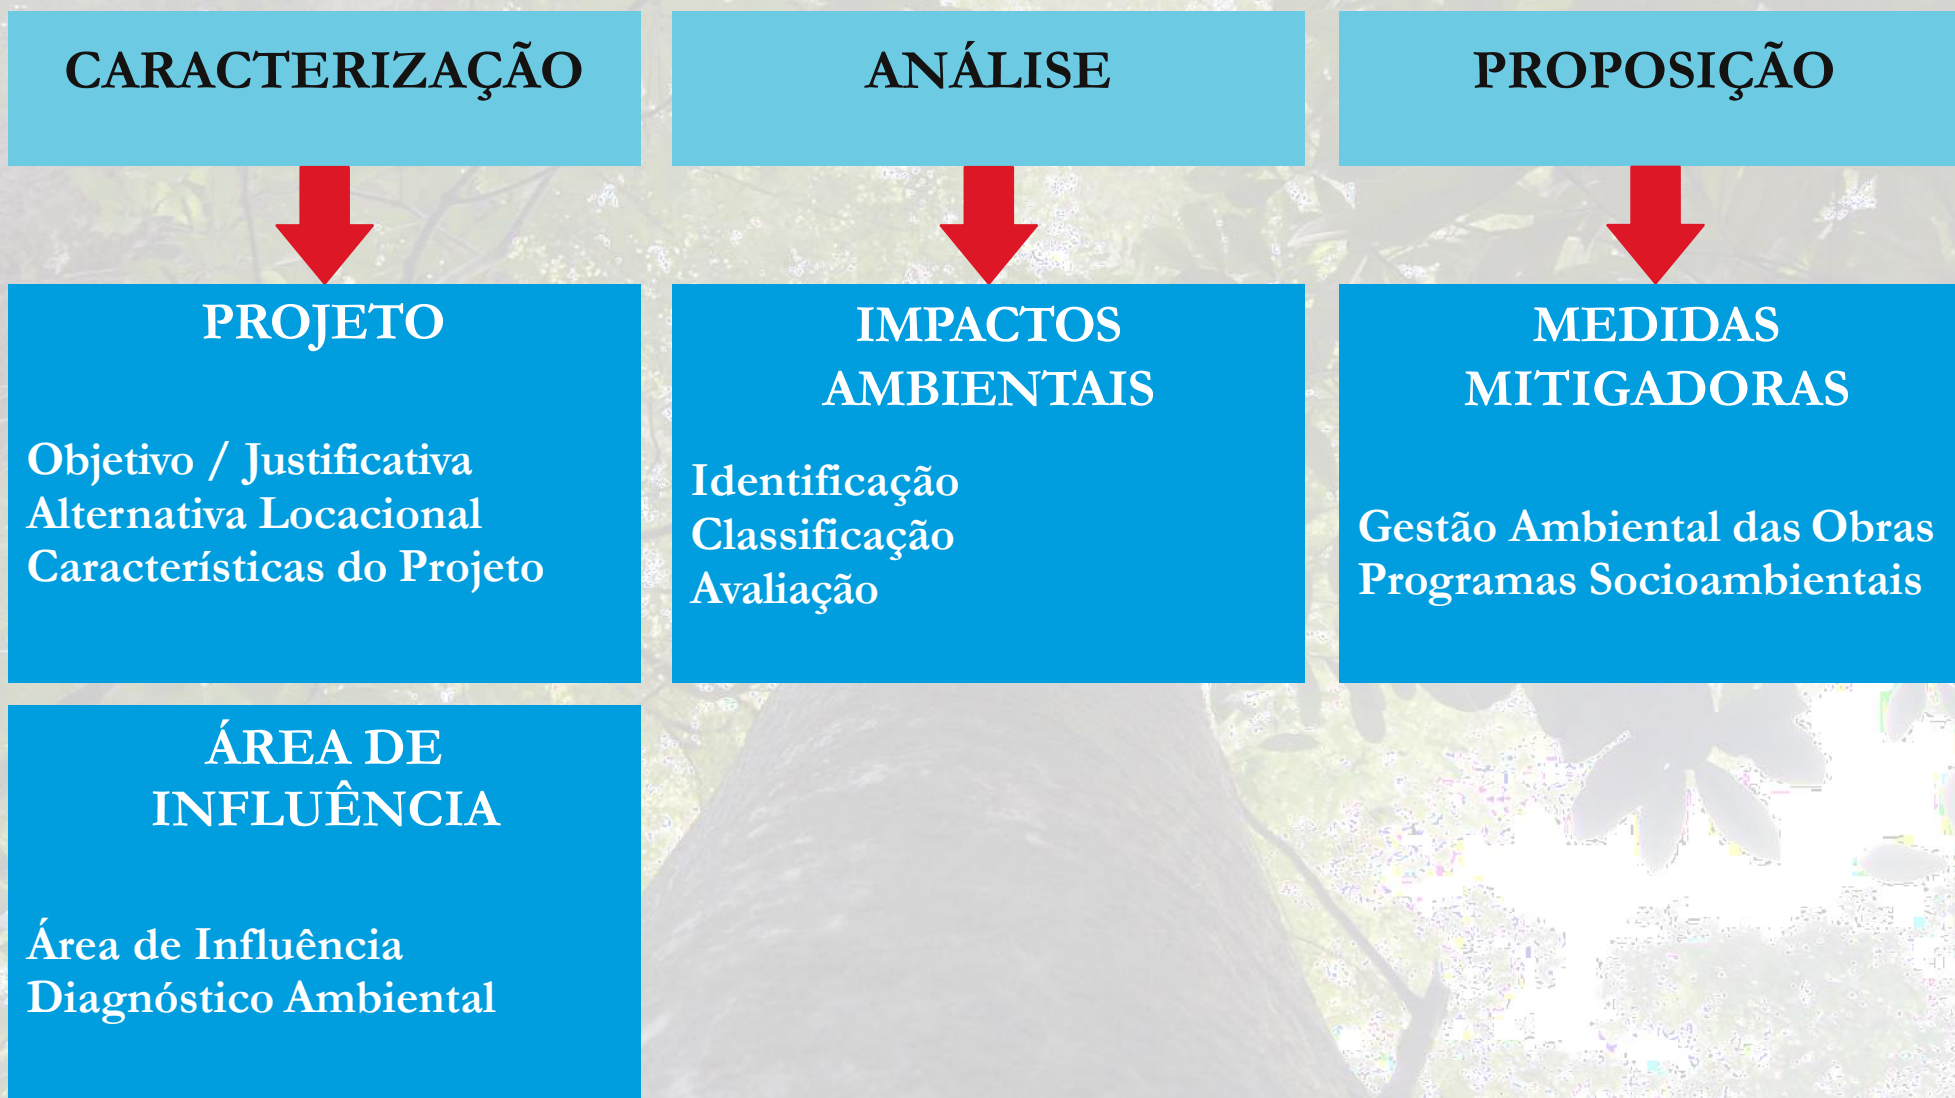 CARACTERIZAÇÃO
ANÁLISE
PROPOSIÇÃO
PROJETO
Objetivo / Justificativa
Alternativa Locacional
Características do Projeto
IMPACTOS
AMBIENTAIS
Identificação
Classificação
Avaliação
MEDIDAS
MITIGADORAS
Gestão Ambiental das Obras
Programas Socioambientais
ÁREA DE
INFLUÊNCIA
Área de Influência
Diagnóstico Ambiental